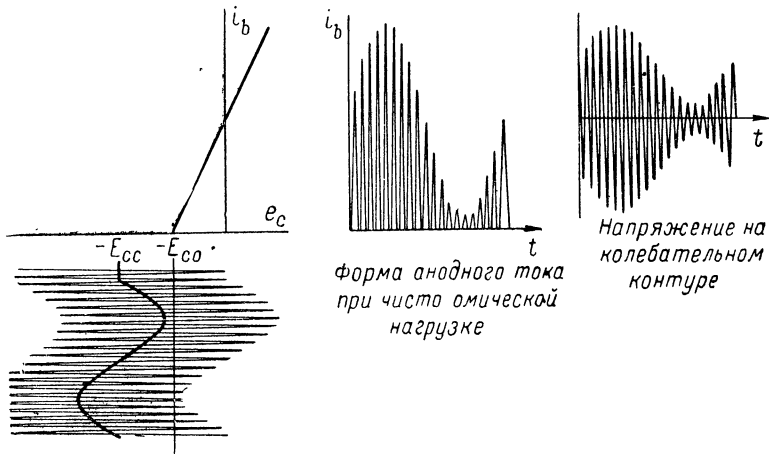 i_b
e_c
-E_cc -E_co
i_b
t
Форма анодного тока
при чисто омической
нагрузке
t
Напряжение на
колебательном
контуре